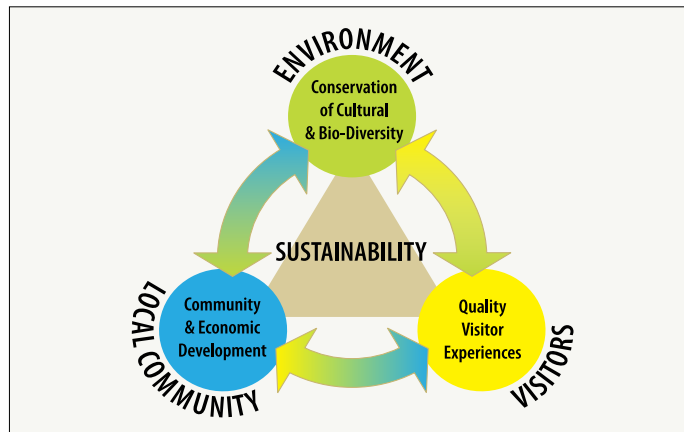 ENVIRONMENT
Conservation
of Cultural
& Bio-Diversity
SUSTAINABILITY
LOCAL COMMUNITY
Community
& Economic
Development
Quality
Visitor
Experiences
VISITORS